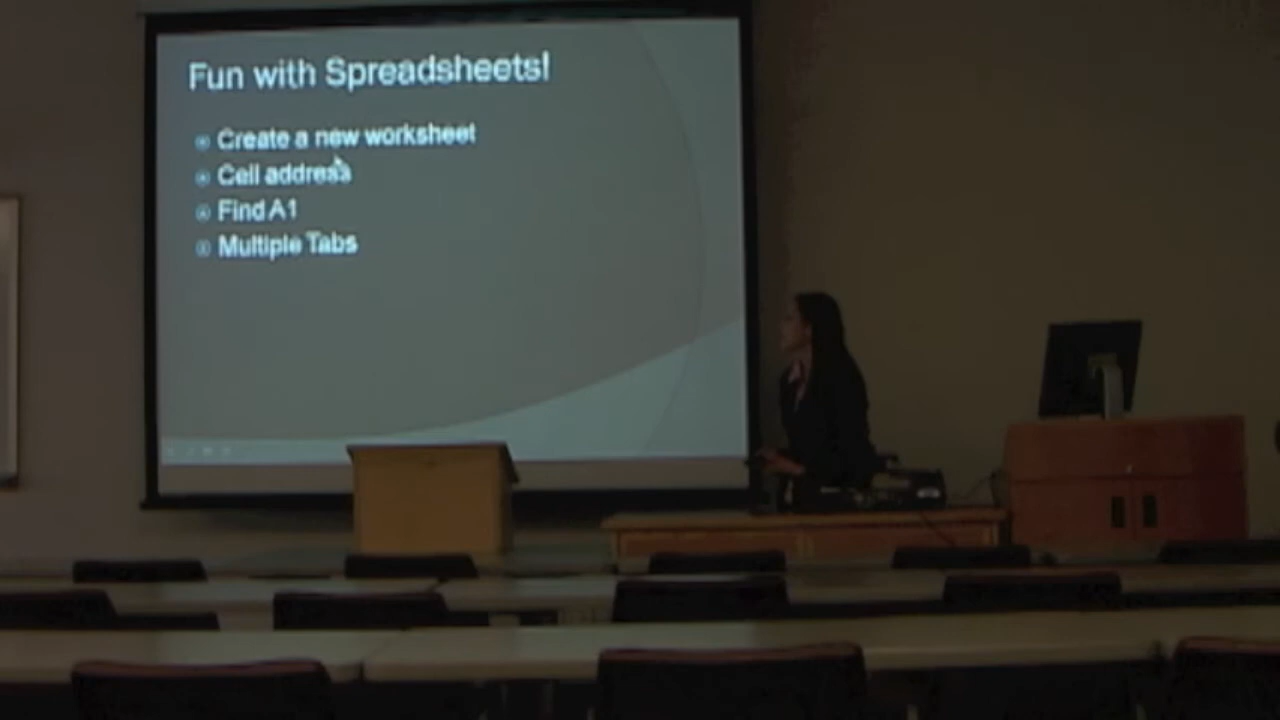 Fun with Spreadsheets!
Create a new worksheet
Cell address
Find A1
Multiple Tabs